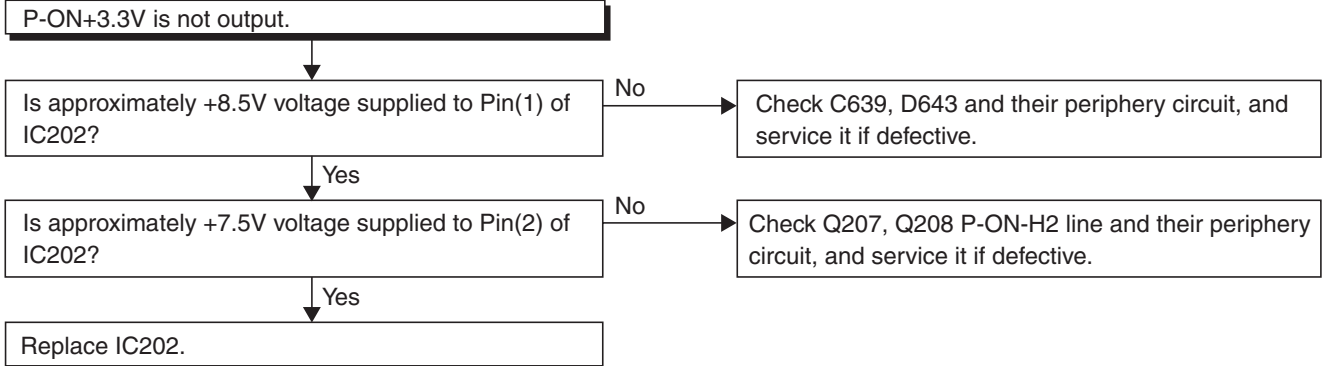 P-ON+3.3V is not output.
Is approximately +8.5V voltage supplied to Pin(1) of
IC202?
No
Check C639, D643 and their periphery circuit, and
service it if defective.
Yes
Is approximately +7.5V voltage supplied to Pin(2) of
IC202?
No
Check Q207, Q208 P-ON-H2 line and their periphery
circuit, and service it if defective.
Yes
Replace IC202.